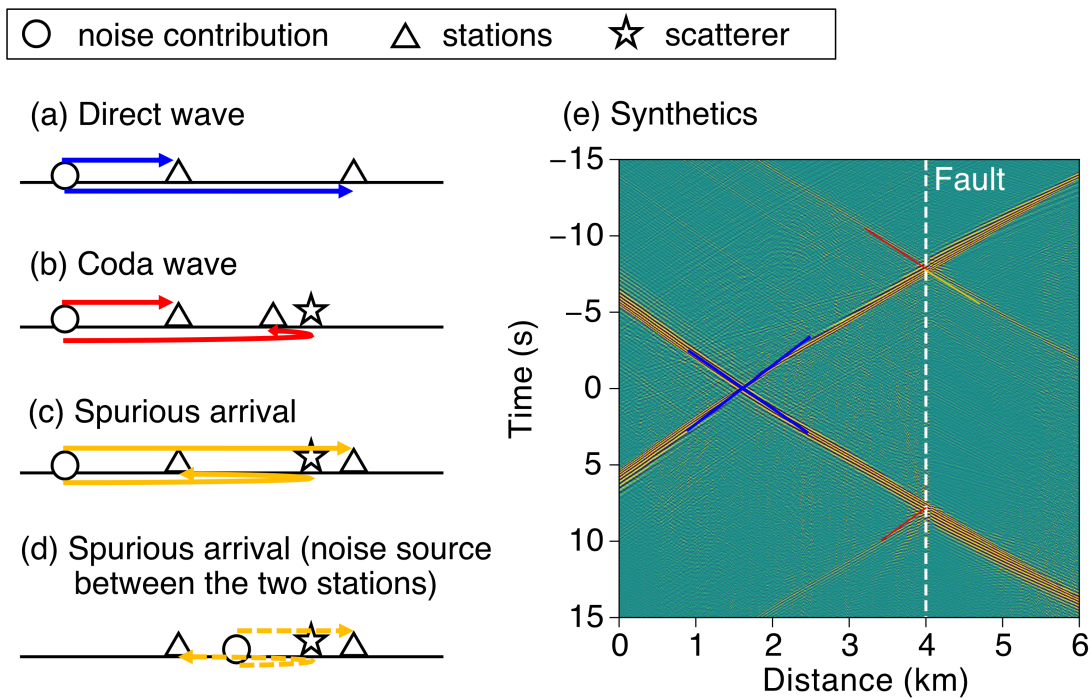 noise contribution stations scatterer
(a) Direct wave
(b) Coda wave
(c) Spurious arrival
(d) Spurious arrival (noise source
between the two stations)
(e) Synthetics
Fault
−15
−10
−5
0
5
10
15
Time (s)
0 1 2 3 4 5 6
Distance (km)